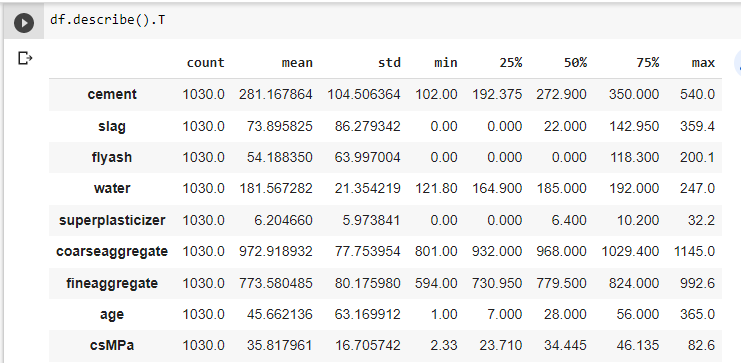 df.describe().T
count mean std min 25% 50% 75% max
cement 1030.0 281.167864 104.506364 102.00 192.375 272.900 350.000 540.0
slag 1030.0 73.895825 86.279342 0.00 0.000 22.000 142.950 359.4
flyash 1030.0 54.188350 63.997004 0.00 0.000 0.000 118.300 200.1
water 1030.0 181.567282 21.354219 121.80 164.900 185.000 192.000 247.0
superplasticizer 1030.0 6.204660 5.973841 0.00 0.000 6.400 10.200 32.2
coarseaggregate 1030.0 972.918932 77.753954 801.00 932.000 968.000 1029.400 1145.0
fineaggregate 1030.0 773.580485 80.175980 594.00 730.950 779.500 824.000 992.6
age 1030.0 45.662136 63.169912 1.00 7.000 28.000 56.000 365.0
csMPa 1030.0 35.817961 16.705742 2.33 23.710 34.445 46.135 82.6